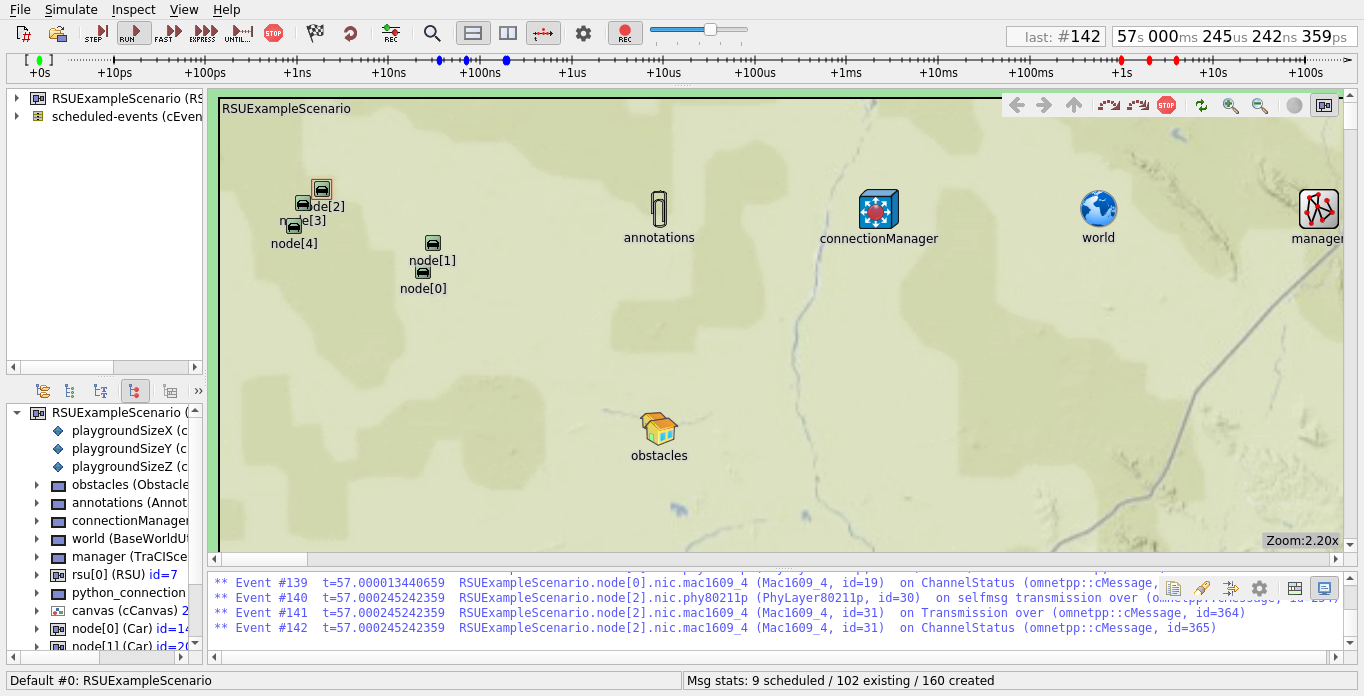 File Simulate Inspect View Help
STEP RUN FAST EXPRESS UNTIL... STOP REC REC
last: #142 57s 000ms 245us 242ns 359ps
+0s +10ps +100ps +1ns +10ns +100ns +1us +10us +100us +1ms +10ms +100ms +1s +10s +100s
RSUExampleScenario (RS
scheduled-events (cEven
RSUExampleScenario (
playgroundSizeX (c
playgroundSizeY (c
playgroundSizeZ (c
obstacles (Obstacle
annotations (Annot
connectionManager
world (BaseWorldUt
manager (TraCISce
rsu[0] (RSU) id=7
python_connection
canvas (cCanvas) 2
node[0] (Car) id=14
node[1] (Car) id=20
RSUExampleScenario
STOP
node[2]
node[3]
node[4]
node[1]
node[0]
annotations
connectionManager
world
manager
obstacles
Zoom:2.20x
** Event #139 t=57.000013440659 RSUExampleScenario.node[0].nic.mac1609_4 (Mac1609_4, id=19) on ChannelStatus (omnetpp::cMessage,
** Event #140 t=57.000245242359 RSUExampleScenario.node[2].nic.phy80211p (PhyLayer80211p, id=30) on selfmsg transmission over (omnetpp::cMessage,
** Event #141 t=57.000245242359 RSUExampleScenario.node[2].nic.mac1609_4 (Mac1609_4, id=31) on Transmission over (omnetpp::cMessage, id=364)
** Event #142 t=57.000245242359 RSUExampleScenario.node[2].nic.mac1609_4 (Mac1609_4, id=31) on ChannelStatus (omnetpp::cMessage, id=365)
Default #0: RSUExampleScenario
Msg stats: 9 scheduled / 102 existing / 160 created